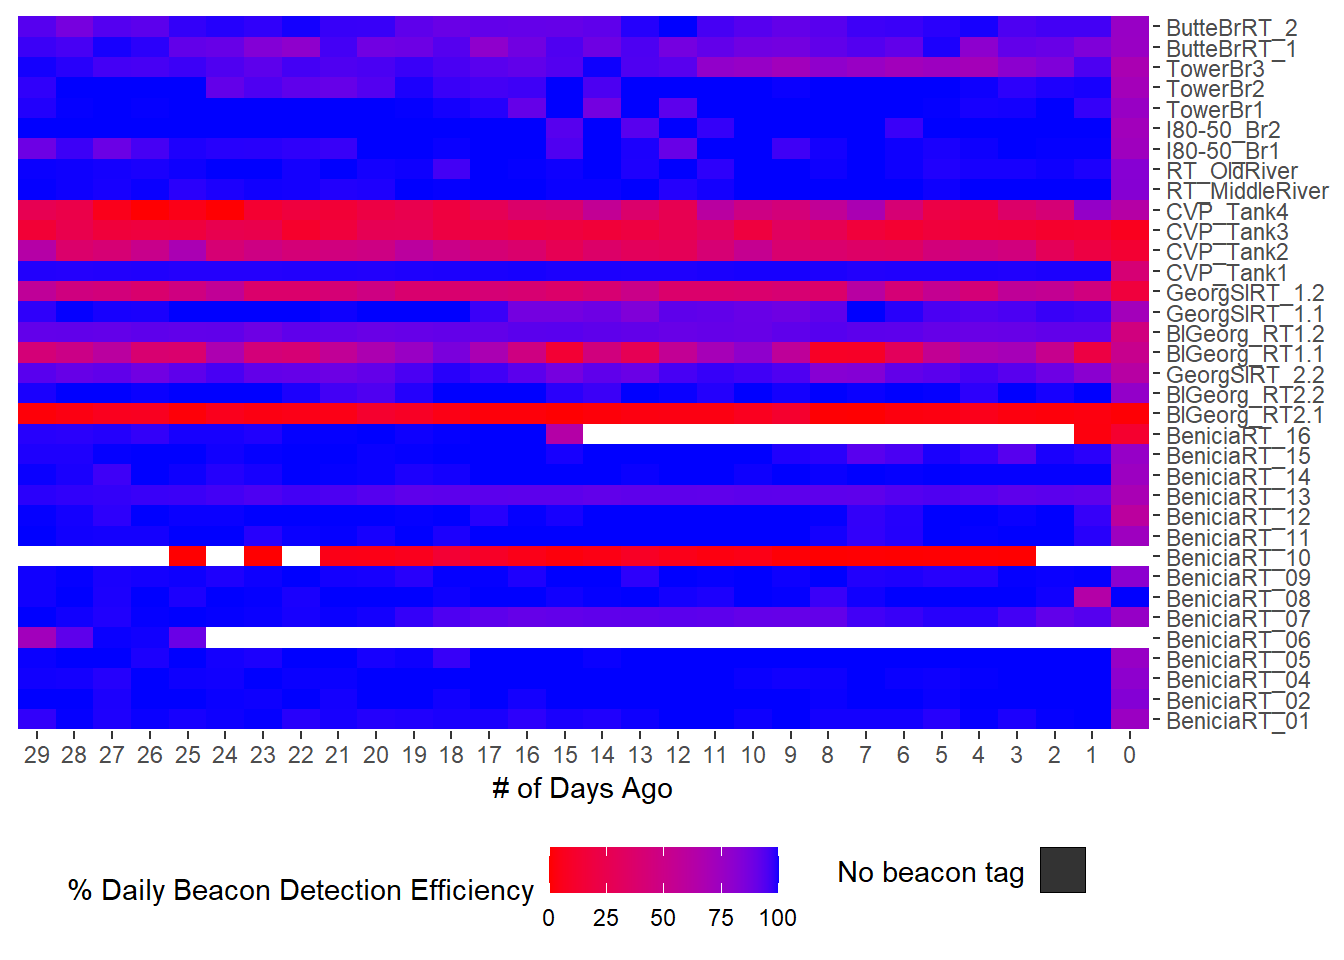 ButteBrRT_2
ButteBrRT_1
TowerBr3
TowerBr2
TowerBr1
I80-50_Br2
I80-50_Br1
RT_OldRiver
RT_MiddleRiver
CVP_Tank4
CVP_Tank3
CVP_Tank2
CVP_Tank1
GeorgSlRT_1.2
GeorgSlRT_1.1
BlGeorg_RT1.2
BlGeorg_RT1.1
GeorgSlRT_2.2
BlGeorg_RT2.2
BlGeorg_RT2.1
BeniciaRT_16
BeniciaRT_15
BeniciaRT_14
BeniciaRT_13
BeniciaRT_12
BeniciaRT_11
BeniciaRT_10
BeniciaRT_09
BeniciaRT_08
BeniciaRT_07
BeniciaRT_06
BeniciaRT_05
BeniciaRT_04
BeniciaRT_02
BeniciaRT_01
29 28 27 26 25 24 23 22 21 20 19 18 17 16 15 14 13 12 11 10 9 8 7 6 5 4 3 2 1 0
# of Days Ago
% Daily Beacon Detection Efficiency
0 25 50 75 100
No beacon tag